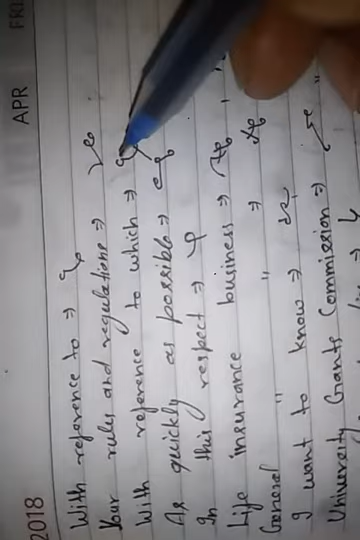 2018 APR FRI
With reference to ⇒
Your rules and regulations ⇒
With reference to which ⇒
As quickly as possible ⇒
In this respect ⇒
Life insurance business ⇒
General " ⇒
I want to know ⇒
University Grants Commission ⇒ "